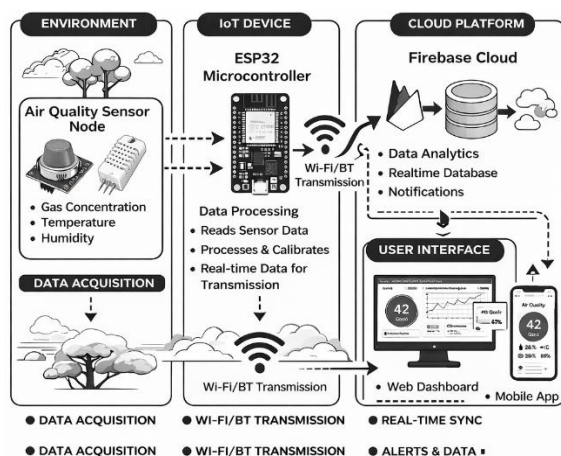 ENVIRONMENT
Air Quality Sensor
Node
• Gas Concentration
• Temperature
• Humidity
DATA ACQUISITION
IoT DEVICE
ESP32
Microcontroller
Data Processing
• Reads Sensor Data
• Processes & Calibrates
• Real-time Data for
Transmission
Wi-Fi/BT
Transmission
Wi-Fi/BT Transmission
CLOUD PLATFORM
Firebase Cloud
• Data Analytics
• Realtime Database
• Notifications
USER INTERFACE
42
Good
• Web Dashboard
Air Quality
42
• Mobile App
• DATA ACQUISITION
• WI-FI/BT TRANSMISSION
• REAL-TIME SYNC
• DATA ACQUISITION
• WI-FI/BT TRANSMISSION
• ALERTS & DATA